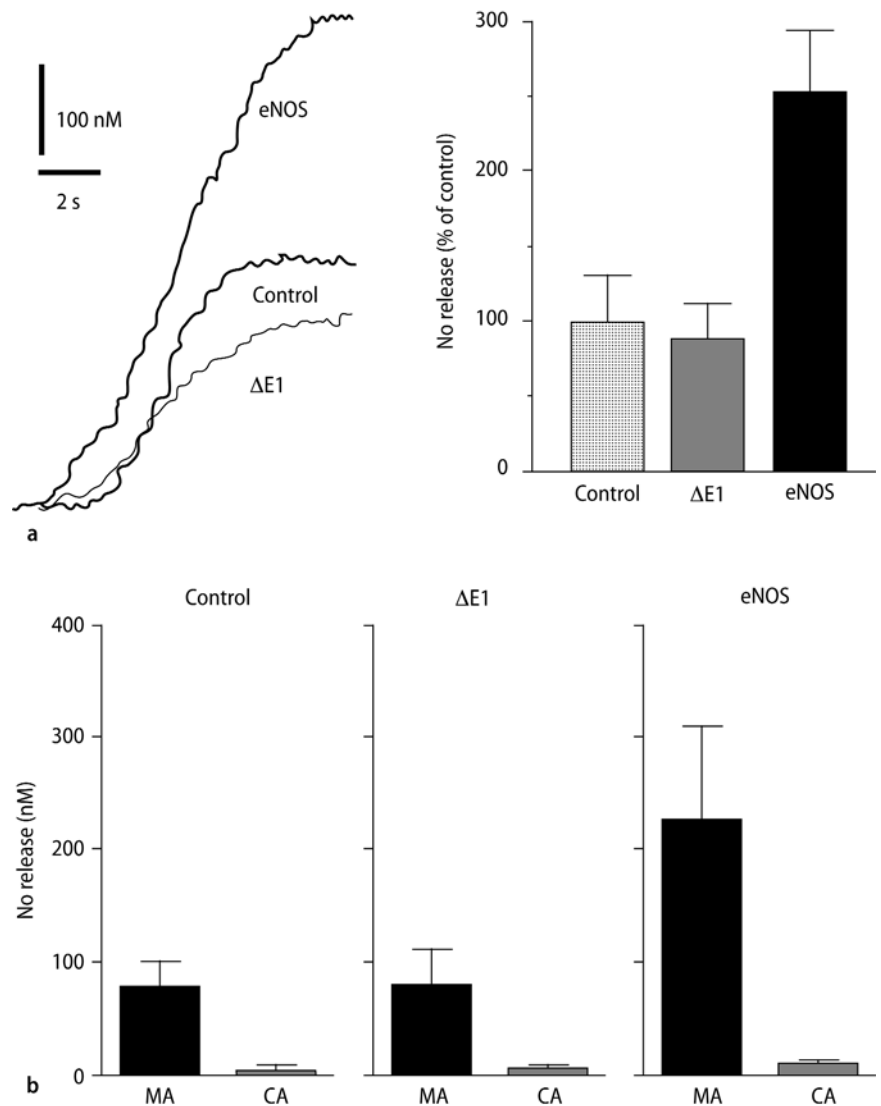 eNOS
100 nM
2 s
Control
ΔE1
a
300
200
100
0
No release (% of control)
Control ΔE1 eNOS
Control ΔE1 eNOS
400
300
200
100
0
No release (nM)
MA CA MA CA MA CA
b